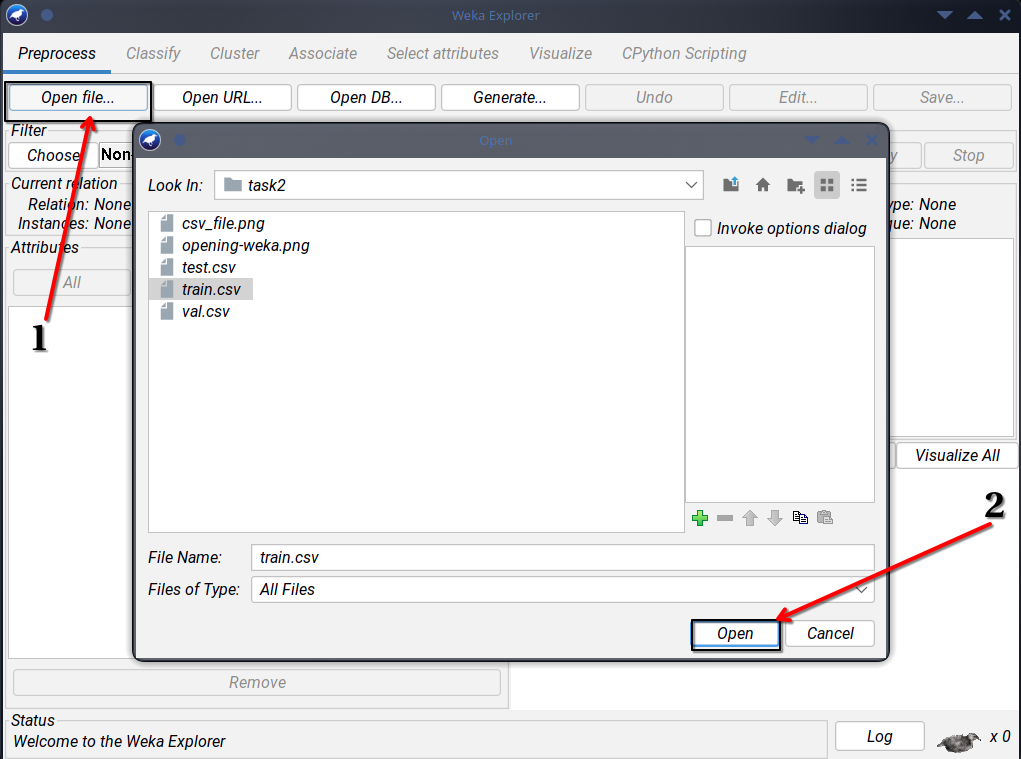 Weka Explorer
Preprocess Classify Cluster Associate Select attributes Visualize CPython Scripting
Open file... Open URL... Open DB... Generate... Undo Edit... Save...
Filter
Choose Non Stop
Current relation
Relation: None
Instances: None
Type: None
None
Attributes
All
1
Open
Look In: task2
csv_file.png
opening-weka.png
test.csv
train.csv
val.csv
Invoke options dialog
File Name: train.csv
Files of Type: All Files
Open Cancel
Visualize All
2
Remove
Status
Welcome to the Weka Explorer
Log x 0